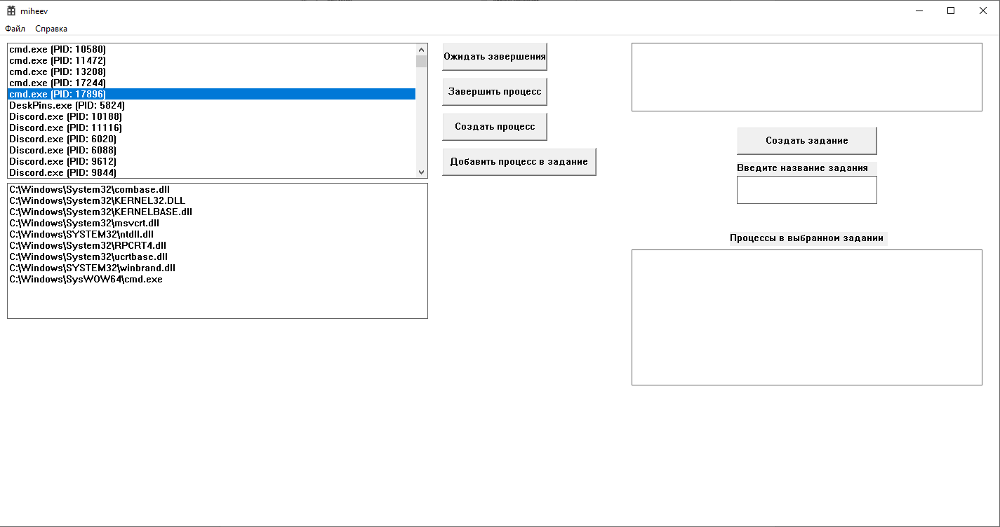 miheev
Файл Справка
cmd.exe (PID: 10580)
cmd.exe (PID: 11472)
cmd.exe (PID: 13208)
cmd.exe (PID: 17244)
cmd.exe (PID: 17896)
DeskPins.exe (PID: 5824)
Discord.exe (PID: 10188)
Discord.exe (PID: 11116)
Discord.exe (PID: 6020)
Discord.exe (PID: 6088)
Discord.exe (PID: 9612)
Discord.exe (PID: 9844)
C:\Windows\System32\combase.dll
C:\Windows\System32\KERNEL32.DLL
C:\Windows\System32\KERNELBASE.dll
C:\Windows\System32\msvcrt.dll
C:\Windows\SYSTEM32\ntdll.dll
C:\Windows\System32\RPCRT4.dll
C:\Windows\System32\ucrtbase.dll
C:\Windows\SYSTEM32\winbrand.dll
C:\Windows\SysWOW64\cmd.exe
Ожидать завершения
Завершить процесс
Создать процесс
Добавить процесс в задание
Создать задание
Введите название задания
Процессы в выбранном задании